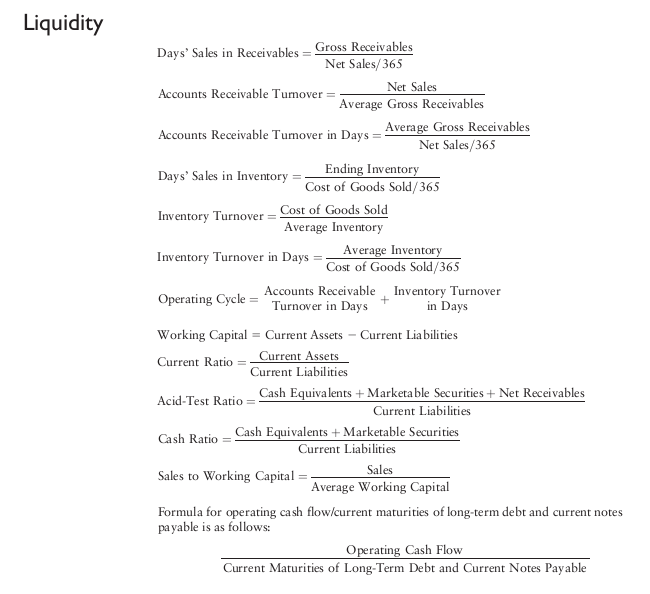 Liquidity
Days' Sales in Receivables = Gross Receivables / Net Sales/365
Accounts Receivable Turnover = Net Sales / Average Gross Receivables
Accounts Receivable Turnover in Days = Average Gross Receivables / Net Sales/365
Days' Sales in Inventory = Ending Inventory / Cost of Goods Sold/365
Inventory Turnover = Cost of Goods Sold / Average Inventory
Inventory Turnover in Days = Average Inventory / Cost of Goods Sold/365
Operating Cycle = Accounts Receivable Turnover in Days + Inventory Turnover in Days
Working Capital = Current Assets − Current Liabilities
Current Ratio = Current Assets / Current Liabilities
Acid-Test Ratio = Cash Equivalents + Marketable Securities + Net Receivables / Current Liabilities
Cash Ratio = Cash Equivalents + Marketable Securities / Current Liabilities
Sales to Working Capital = Sales / Average Working Capital
Formula for operating cash flow/current maturities of long-term debt and current notes
payable is as follows:
Operating Cash Flow
Current Maturities of Long-Term Debt and Current Notes Payable